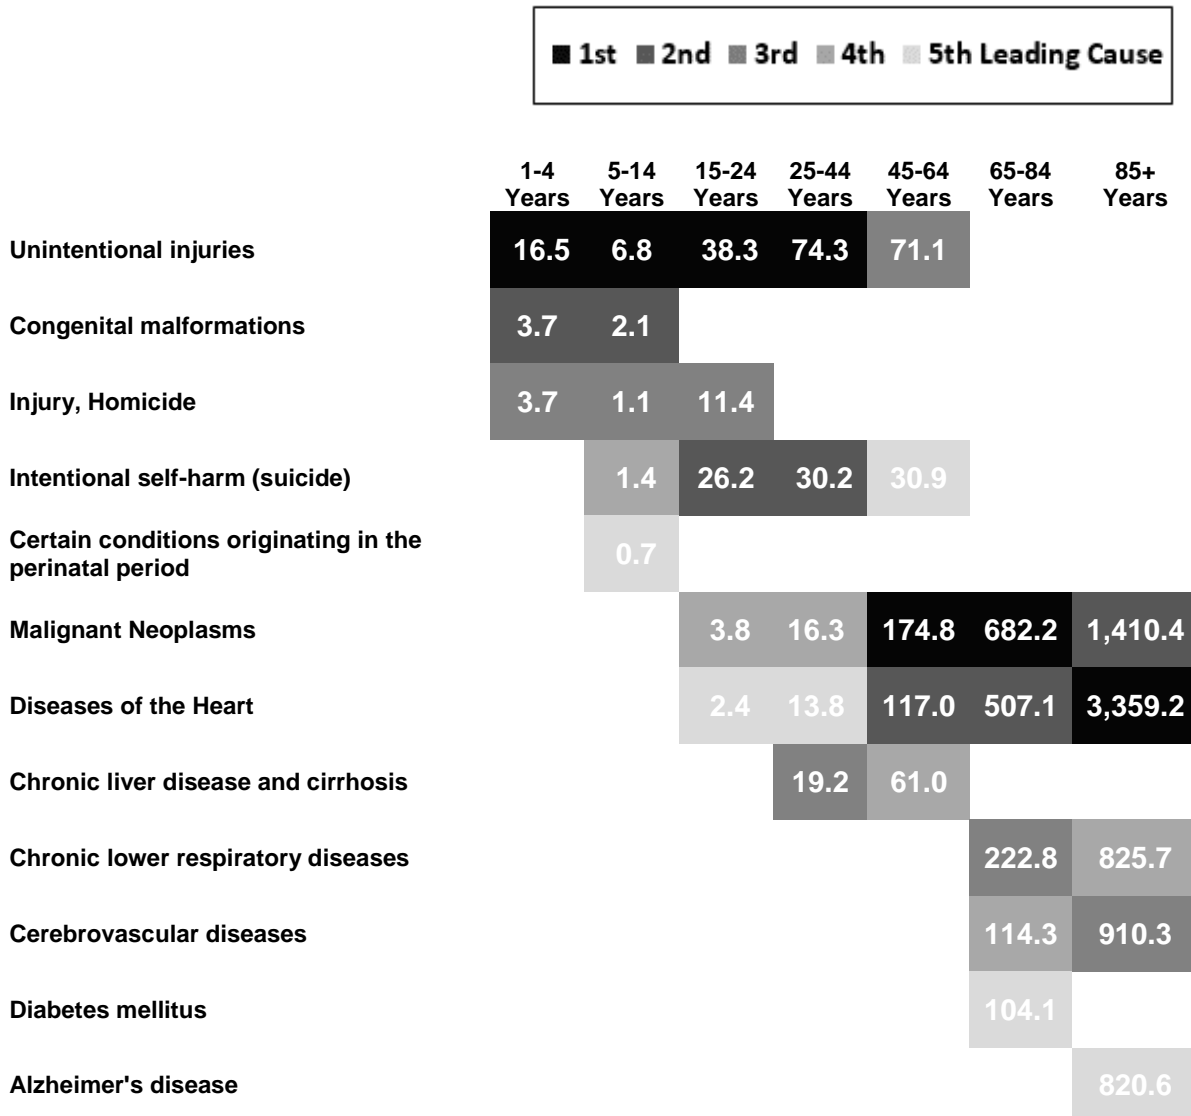 1st 2nd 3rd 4th 5th Leading Cause
1-4 5-14 15-24 25-44 45-64 65-84 85+
Years Years Years Years Years Years Years
Unintentional injuries 16.5 6.8 38.3 74.3 71.1
Congenital malformations 3.7 2.1
Injury, Homicide 3.7 1.1 11.4
Intentional self-harm (suicide) 1.4 26.2 30.2 30.9
Certain conditions originating in the
perinatal period 0.7
Malignant Neoplasms 3.8 16.3 174.8 682.2 1,410.4
Diseases of the Heart 2.4 13.8 117.0 507.1 3,359.2
Chronic liver disease and cirrhosis 19.2 61.0
Chronic lower respiratory diseases 222.8 825.7
Cerebrovascular diseases 114.3 910.3
Diabetes mellitus 104.1
Alzheimer's disease 820.6